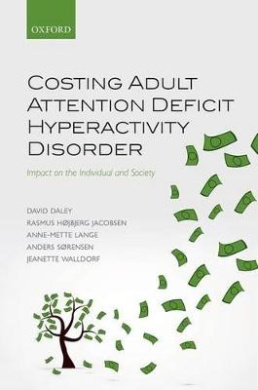 OXFORD
COSTING ADULT
ATTENTION DEFICIT
HYPERACTIVITY
DISORDER
Impact on the Individual and Society
DAVID DALEY
RASMUS HØJBJERG JACOBSEN
ANNE-METTE LANGE
ANDERS SØRENSEN
JEANETTE WALLDORF